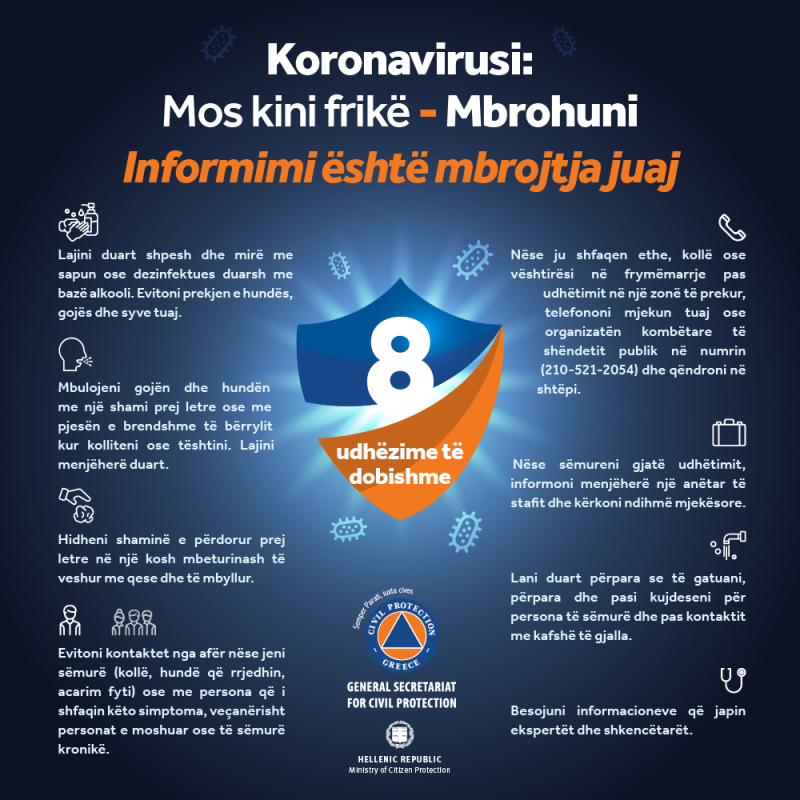 Koronavirusi:
Mos kini frikë - Mbrohuni
Informimi është mbrojtja juaj
Lajini duart shpesh dhe mirë me
sapun ose dezinfektues duarsh me
bazë alkooli. Evitoni prekjen e hundës,
gojës dhe syve tuaj.
Mbulojeni gojën dhe hundën
me një shami prej letre ose me
pjesën e brendshme të bërrylit
kur kolliteni ose tështini. Lajini
menjëherë duart.
Hidheni shaminë e përdorur prej
letre në një kosh mbeturinash të
veshur me qese dhe të mbyllur.
Evitoni kontaktet nga afër nëse jeni
sëmurë (kollë, hundë që rrjedhin,
acarim fyti) ose me persona që i
shfaqin këto simptoma, veçanërisht
personat e moshuar ose të sëmurë
kronikë.
8
udhëzime të
dobishme
Nëse ju shfaqen ethe, kollë ose
vështirësi në frymëmarrje pas
udhëtimit në një zonë të prekur,
telefononi mjekun tuaj ose
organizatën kombëtare të
shëndetit publik në numrin
(210-521-2054) dhe qëndroni në
shtëpi.
Nëse sëmureni gjatë udhëtimit,
informoni menjëherë një anëtar të
stafit dhe kërkoni ndihmë mjekësore.
Lani duart përpara se të gatuani,
përpara dhe pasi kujdeseni për
persona të sëmurë dhe pas kontaktit
me kafshë të gjalla.
Besojuni informacioneve që japin
ekspertët dhe shkencëtarët.
Semper Parati, iuxta cives
CIVIL PROTECTION
- GREECE -
GENERAL SECRETARIAT
FOR CIVIL PROTECTION
HELLENIC REPUBLIC
Ministry of Citizen Protection